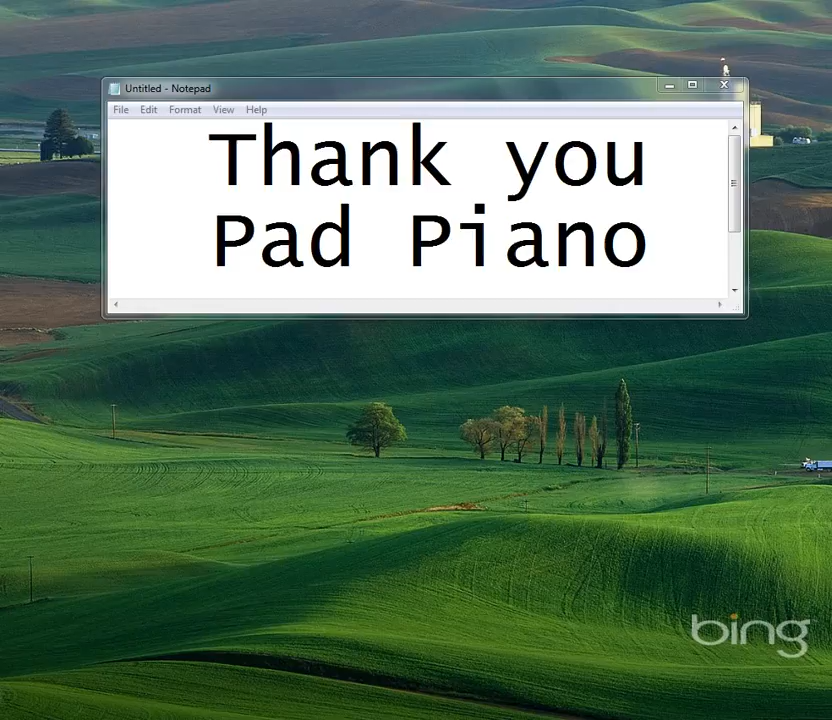 Untitled - Notepad
File Edit Format View Help
Thank you
Pad Piano
bing